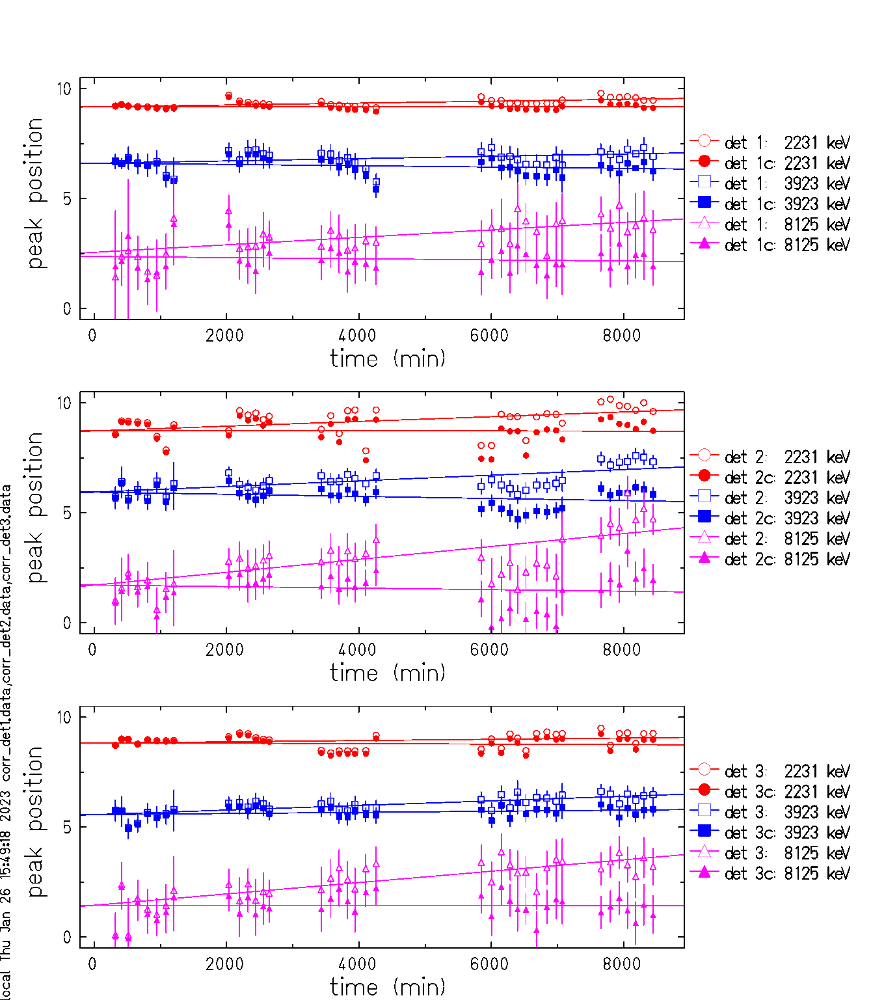 10
5
0
peak position
0 2000 4000 6000 8000
time (min)
det 1: 2231 keV
det 1c: 2231 keV
det 1: 3923 keV
det 1c: 3923 keV
det 1: 8125 keV
det 1c: 8125 keV
10
5
0
peak position
0 2000 4000 6000 8000
time (min)
det 2: 2231 keV
det 2c: 2231 keV
det 2: 3923 keV
det 2c: 3923 keV
det 2: 8125 keV
det 2c: 8125 keV
10
5
0
peak position
0 2000 4000 6000 8000
time (min)
det 3: 2231 keV
det 3c: 2231 keV
det 3: 3923 keV
det 3c: 3923 keV
det 3: 8125 keV
det 3c: 8125 keV
local Thu Jan 26 15:49:18 2023 corr_det1.data,corr_det2.data,corr_det3.data